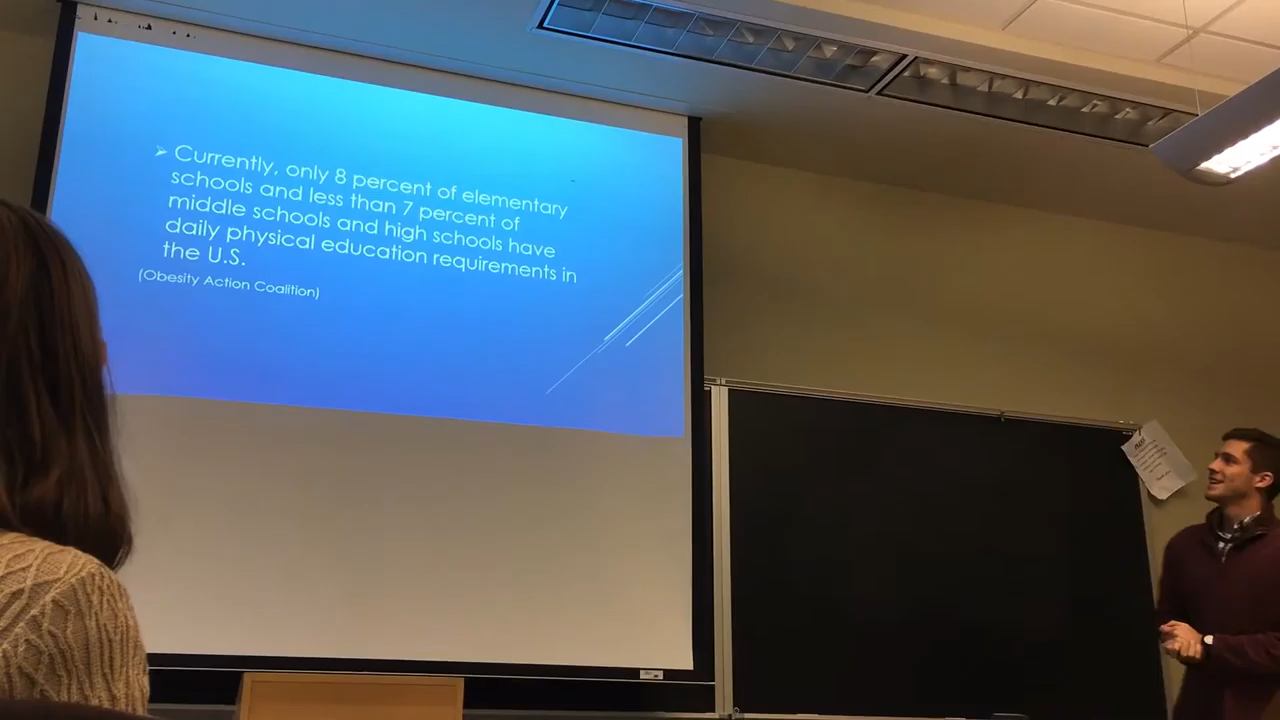 ➢ Currently, only 8 percent of elementary
schools and less than 7 percent of
middle schools and high schools have
daily physical education requirements in
the U.S.
(Obesity Action Coalition)